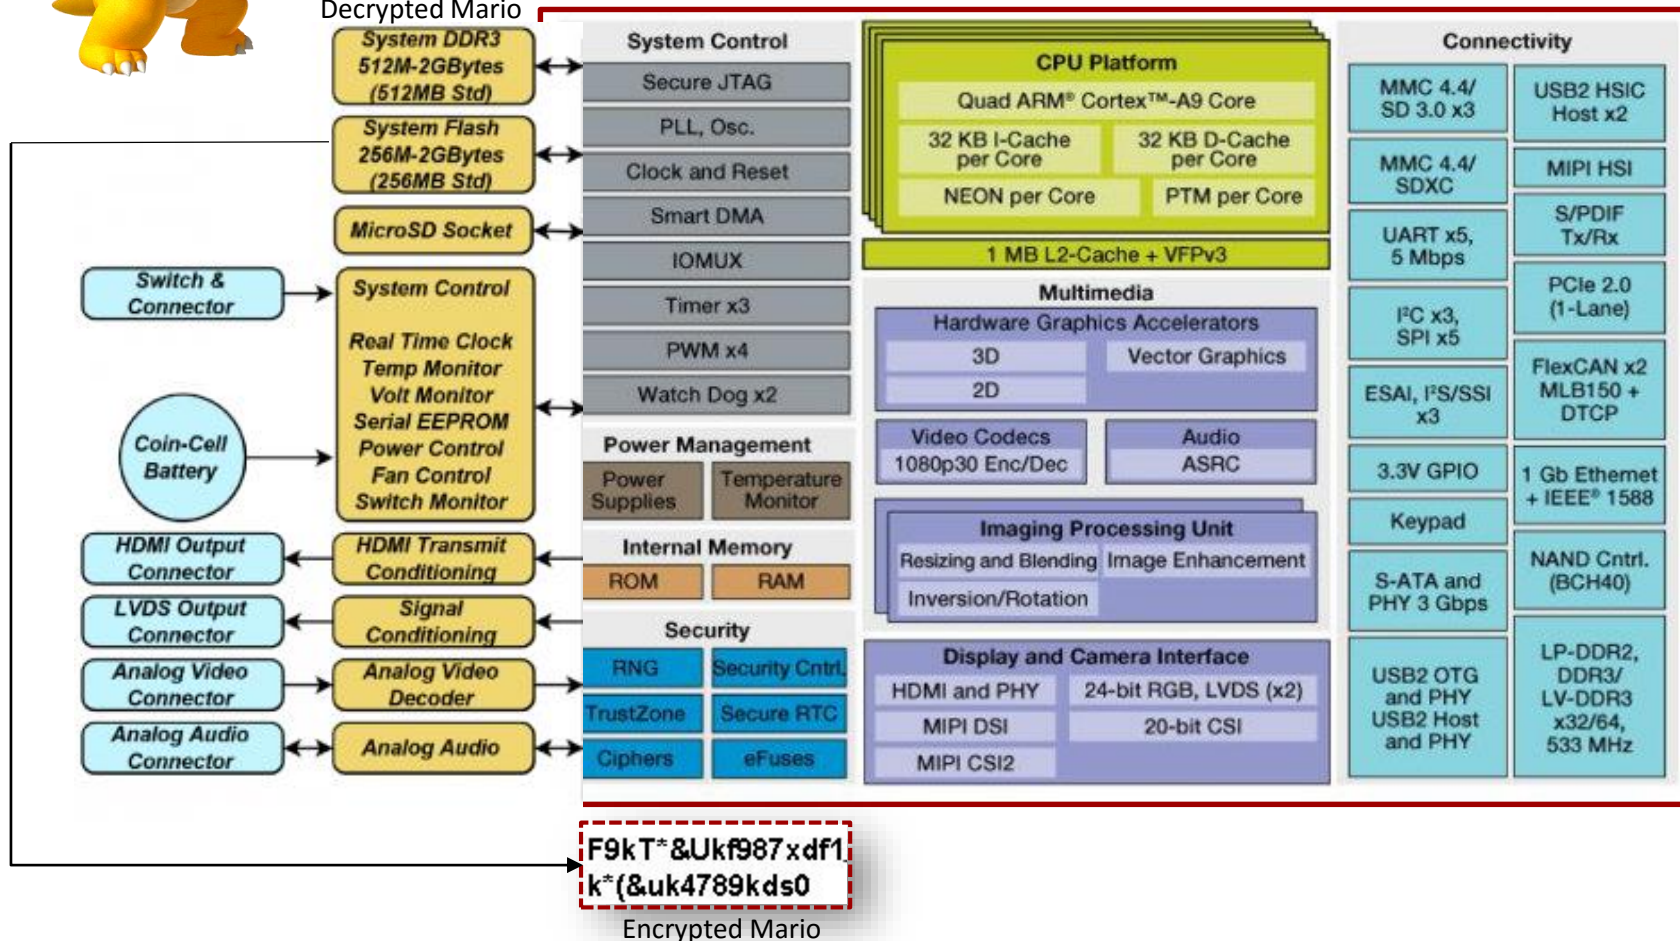 Decrypted Mario
System DDR3
512M-2GBytes
(512MB Std)
System Flash
256M-2GBytes
(256MB Std)
MicroSD Socket
Switch &
Connector
System Control
Real Time Clock
Temp Monitor
Volt Monitor
Serial EEPROM
Power Control
Fan Control
Switch Monitor
Coin-Cell
Battery
HDMI Output
Connector
HDMI Transmit
Conditioning
LVDS Output
Connector
Signal
Conditioning
Analog Video
Connector
Analog Video
Decoder
Analog Audio
Connector
Analog Audio
System Control
Secure JTAG
PLL, Osc.
Clock and Reset
Smart DMA
IOMUX
Timer x3
PWM x4
Watch Dog x2
Power Management
Power
Supplies
Temperature
Monitor
Internal Memory
ROM
RAM
Security
RNG
Security Cntrl.
TrustZone
Secure RTC
Ciphers
eFuses
CPU Platform
Quad ARM® Cortex™-A9 Core
32 KB I-Cache
per Core
32 KB D-Cache
per Core
NEON per Core
PTM per Core
1 MB L2-Cache + VFPv3
Multimedia
Hardware Graphics Accelerators
3D
Vector Graphics
2D
Video Codecs
1080p30 Enc/Dec
Audio
ASRC
Imaging Processing Unit
Resizing and Blending
Image Enhancement
Inversion/Rotation
Display and Camera Interface
HDMI and PHY
24-bit RGB, LVDS (x2)
MIPI DSI
20-bit CSI
MIPI CSI2
Connectivity
MMC 4.4/
SD 3.0 x3
MMC 4.4/
SDXC
UART x5,
5 Mbps
I²C x3,
SPI x5
ESAI, I²S/SSI
x3
3.3V GPIO
Keypad
S-ATA and
PHY 3 Gbps
USB2 OTG
and PHY
USB2 Host
and PHY
USB2 HSIC
Host x2
MIPI HSI
S/PDIF
Tx/Rx
PCIe 2.0
(1-Lane)
FlexCAN x2
MLB150 +
DTCP
1 Gb Ethernet
+ IEEE® 1588
NAND Cntrl.
(BCH40)
LP-DDR2,
DDR3/
LV-DDR3
x32/64,
533 MHz
F9kT*&Ukf987xdf1_
k*(&uk4789kds0
Encrypted Mario